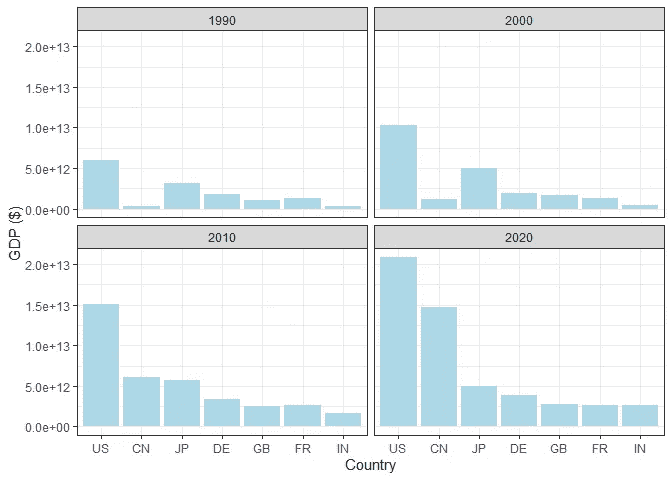 1990
2000
2.0e+13
1.5e+13
1.0e+13
5.0e+12
0.0e+00
GDP ($)
2010
2020
2.0e+13
1.5e+13
1.0e+13
5.0e+12
0.0e+00
US CN JP DE GB FR IN
US CN JP DE GB FR IN
Country